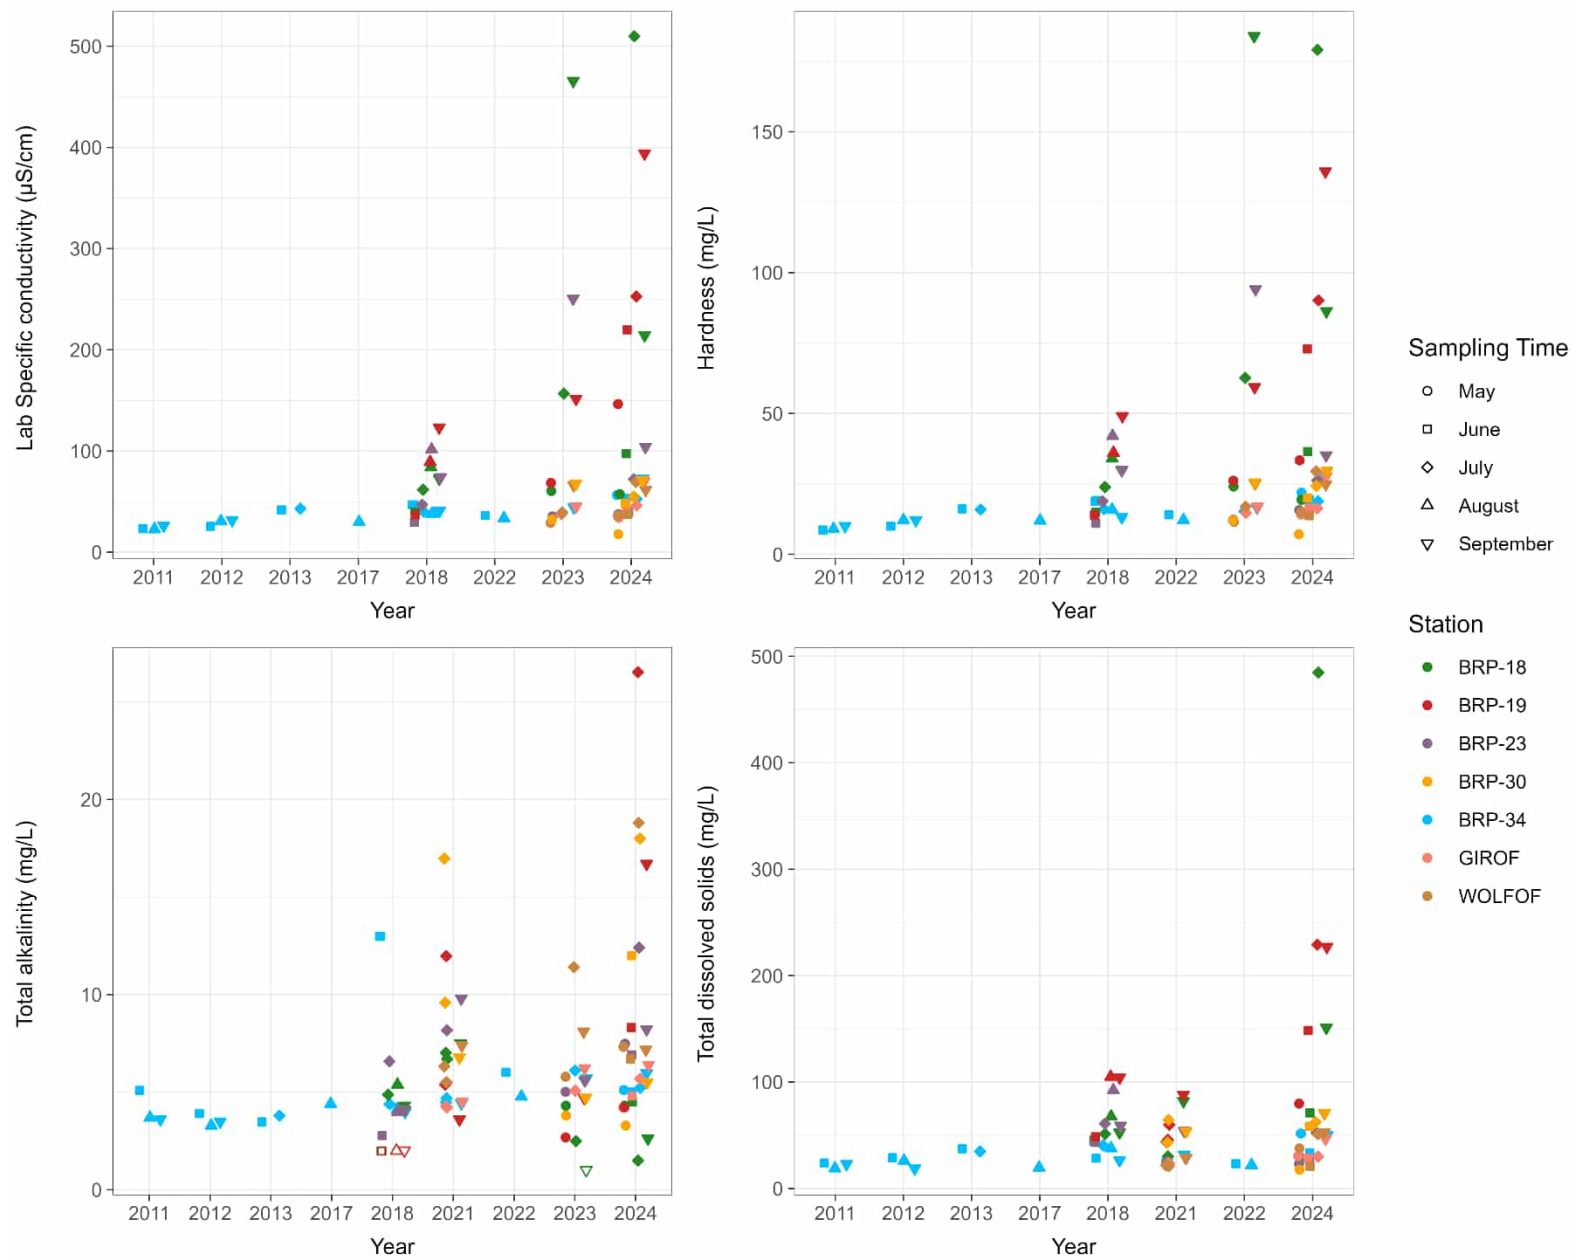 Lab Specific conductivity (µS/cm)
500
400
300
200
100
0
2011 2012 2013 2017 2018 2022 2023 2024
Year
Hardness (mg/L)
150
100
50
0
2011 2012 2013 2017 2018 2022 2023 2024
Year
Total alkalinity (mg/L)
20
10
0
2011 2012 2013 2017 2018 2021 2022 2023 2024
Year
Total dissolved solids (mg/L)
500
400
300
200
100
0
2011 2012 2013 2017 2018 2021 2022 2024
Year
Sampling Time
May
June
July
August
September
Station
BRP-18
BRP-19
BRP-23
BRP-30
BRP-34
GIROF
WOLFOF